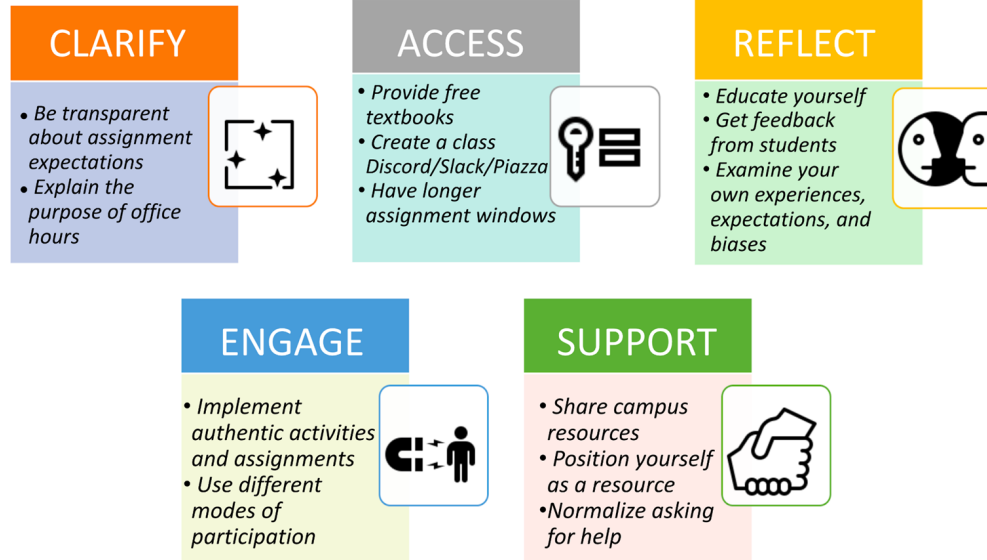 CLARIFY
• Be transparent
about assignment
expectations
• Explain the
purpose of office
hours
ACCESS
• Provide free
textbooks
• Create a class
Discord/Slack/Piazza
• Have longer
assignment windows
REFLECT
• Educate yourself
• Get feedback
from students
• Examine your
own experiences,
expectations, and
biases
ENGAGE
• Implement
authentic activities
and assignments
• Use different
modes of
participation
SUPPORT
• Share campus
resources
• Position yourself
as a resource
•Normalize asking
for help